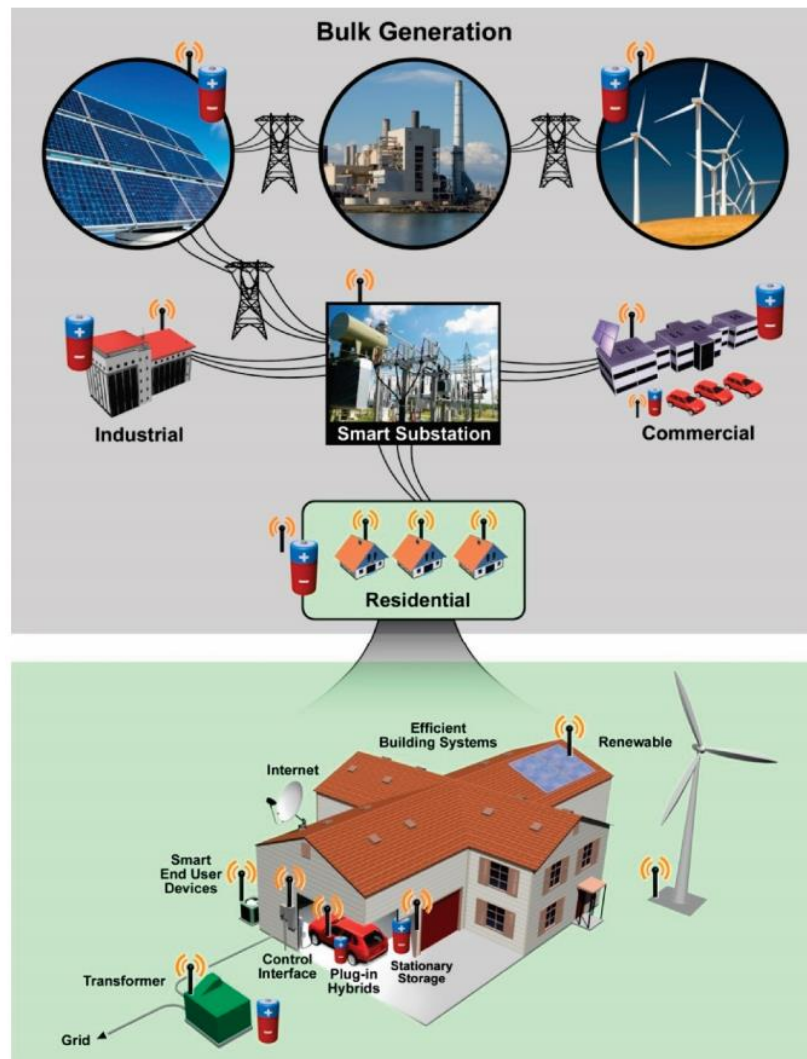 Bulk Generation
Industrial
Smart Substation
Commercial
Residential
Efficient
Building Systems
Renewable
Internet
Smart
End User
Devices
Control
Interface
Plug-in
Hybrids
Stationary
Storage
Transformer
Grid